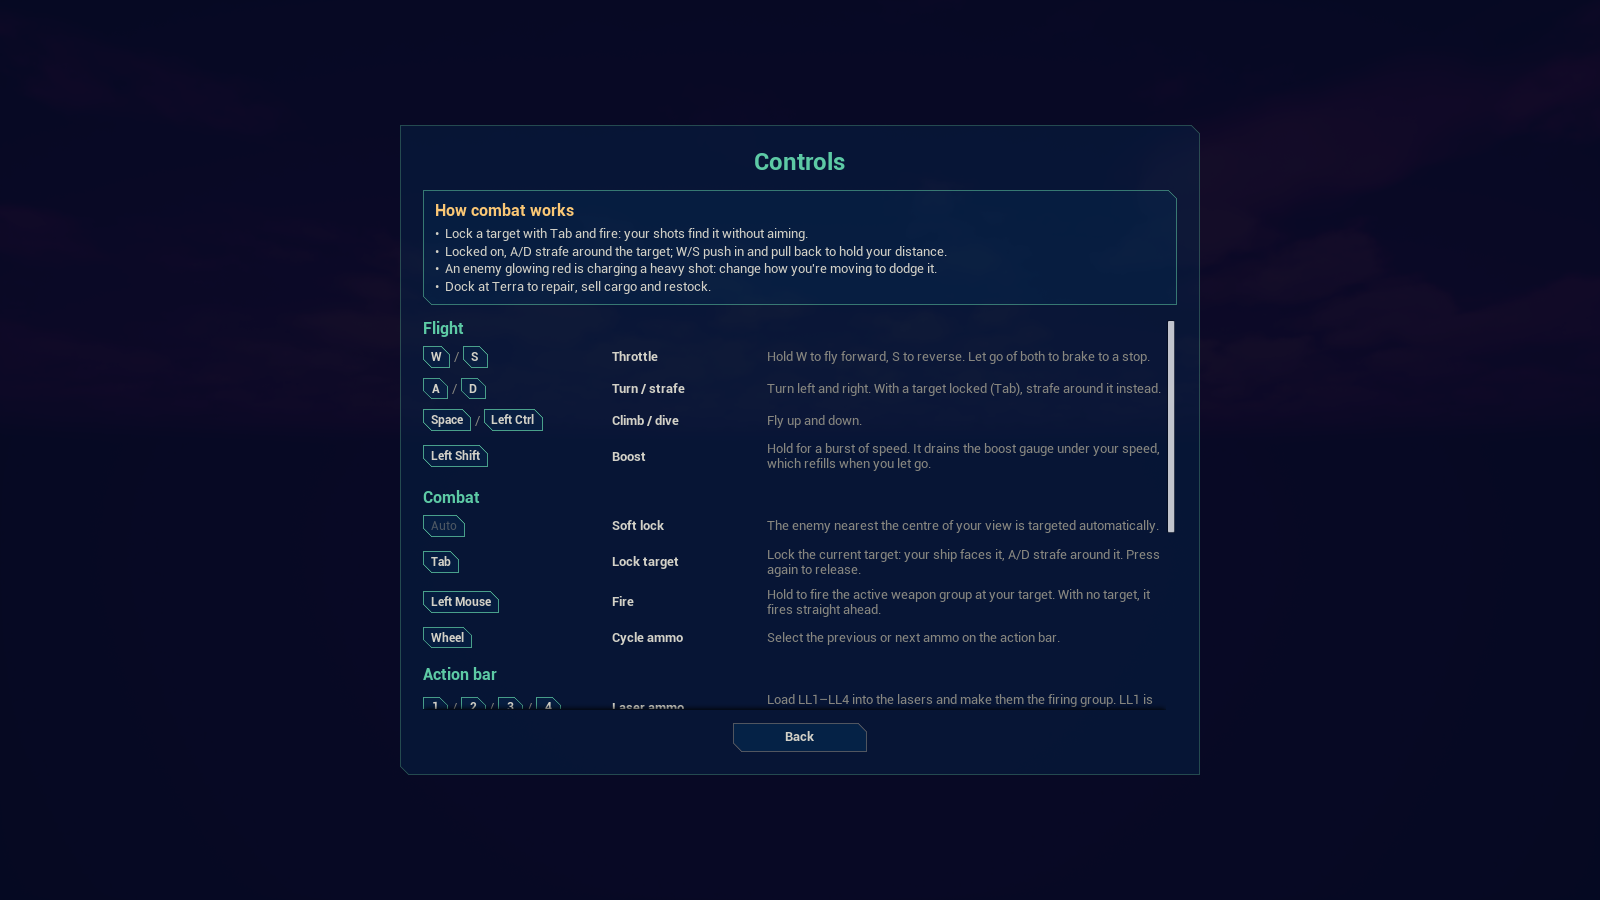 Controls
How combat works
• Lock a target with Tab and fire: your shots find it without aiming.
• Locked on, A/D strafe around the target; W/S push in and pull back to hold your distance.
• An enemy glowing red is charging a heavy shot: change how you're moving to dodge it.
• Dock at Terra to repair, sell cargo and restock.
Flight
W / S Throttle Hold W to fly forward, S to reverse. Let go of both to brake to a stop.
A / D Turn / strafe Turn left and right. With a target locked (Tab), strafe around it instead.
Space / Left Ctrl Climb / dive Fly up and down.
Left Shift Boost Hold for a burst of speed. It drains the boost gauge under your speed,
which refills when you let go.
Combat
Auto Soft lock The enemy nearest the centre of your view is targeted automatically.
Tab Lock target Lock the current target: your ship faces it, A/D strafe around it. Press
again to release.
Left Mouse Fire Hold to fire the active weapon group at your target. With no target, it
fires straight ahead.
Wheel Cycle ammo Select the previous or next ammo on the action bar.
Action bar
1 / 2 / 3 / 4 Laser ammo Load LL1–LL4 into the lasers and make them the firing group. LL1 is
Back